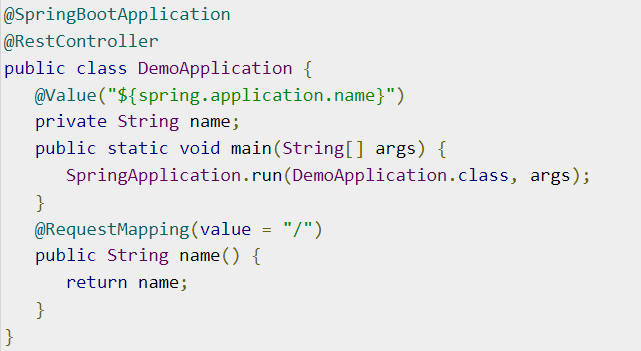 @SpringBootApplication
@RestController
public class DemoApplication {
   @Value("${spring.application.name}")
   private String name;
   public static void main(String[] args) {
      SpringApplication.run(DemoApplication.class, args);
   }
   @RequestMapping(value = "/")
   public String name() {
      return name;
   }
}